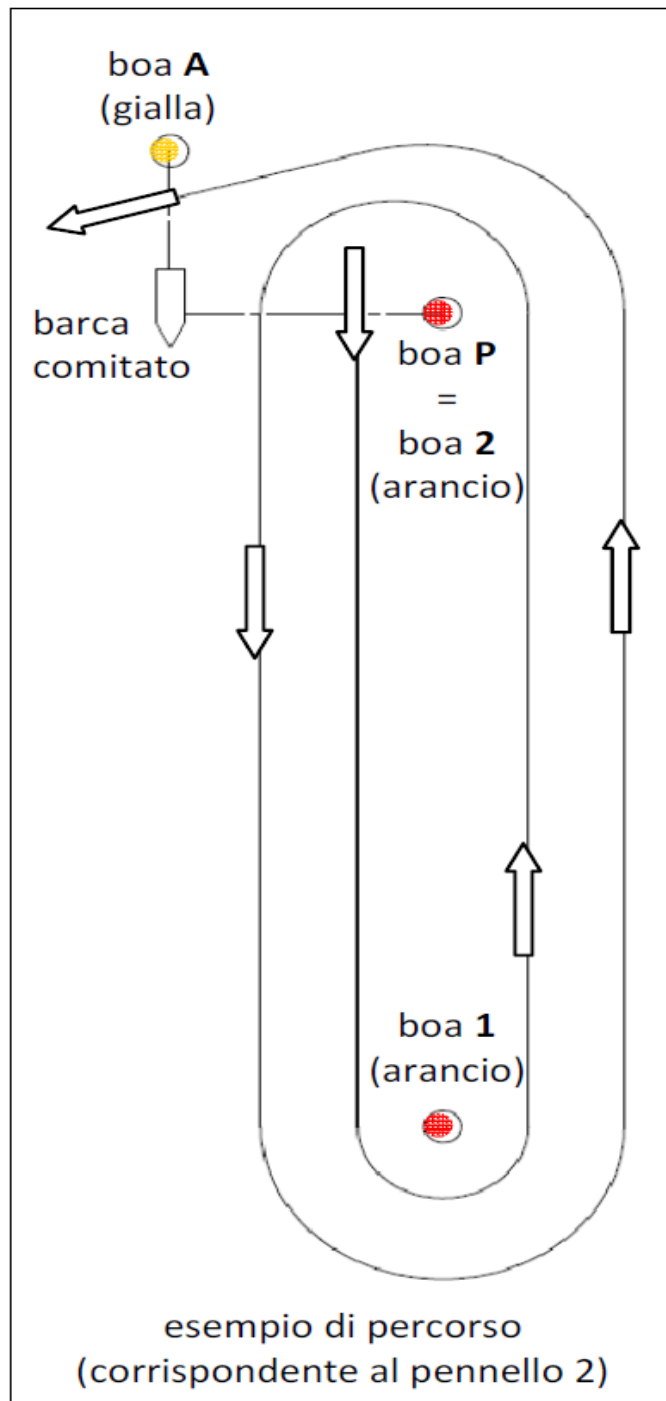 boa A
(gialla)
barca
comitato
boa P
=
boa 2
(arancio)
boa 1
(arancio)
esempio di percorso
(corrispondente al pennello 2)